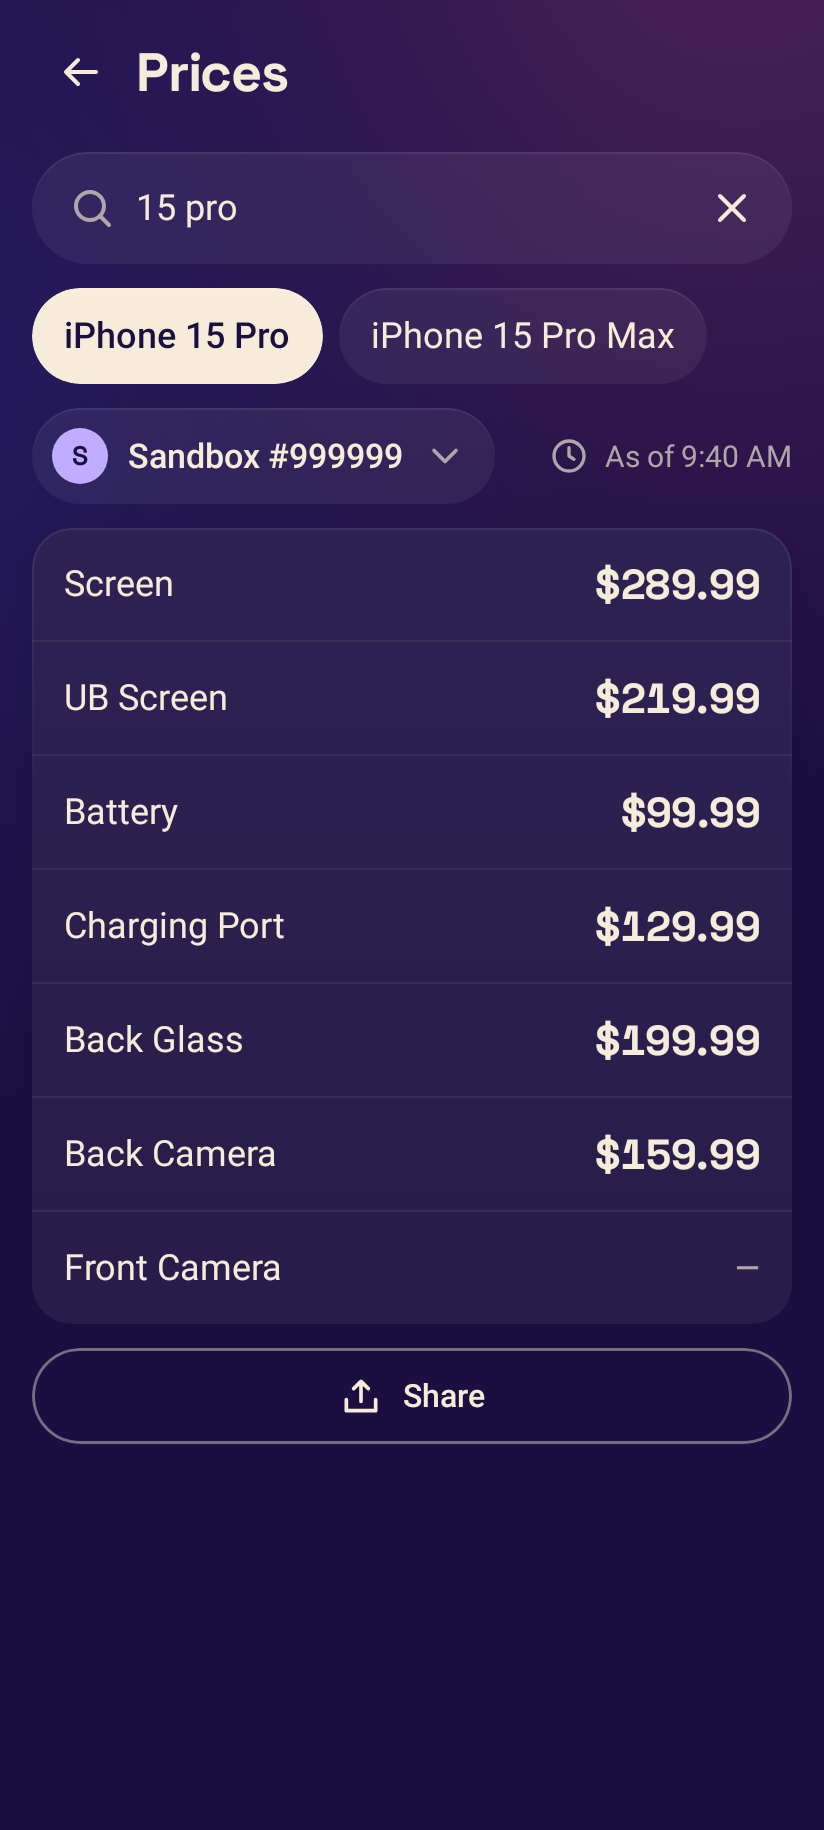 Prices
15 pro
iPhone 15 Pro
iPhone 15 Pro Max
S Sandbox #999999
As of 9:40 AM
Screen $289.99
UB Screen $219.99
Battery $99.99
Charging Port $129.99
Back Glass $199.99
Back Camera $159.99
Front Camera –
Share